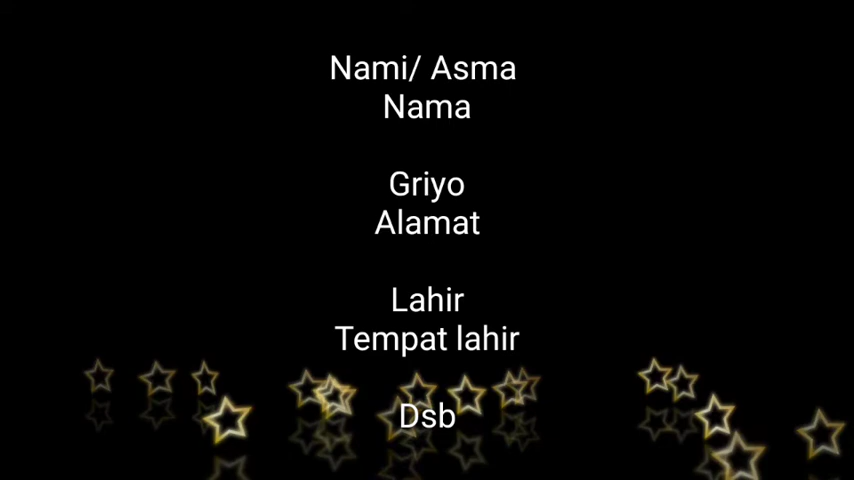 Nami/ Asma
Nama
Griyo
Alamat
Lahir
Tempat lahir
Dsb